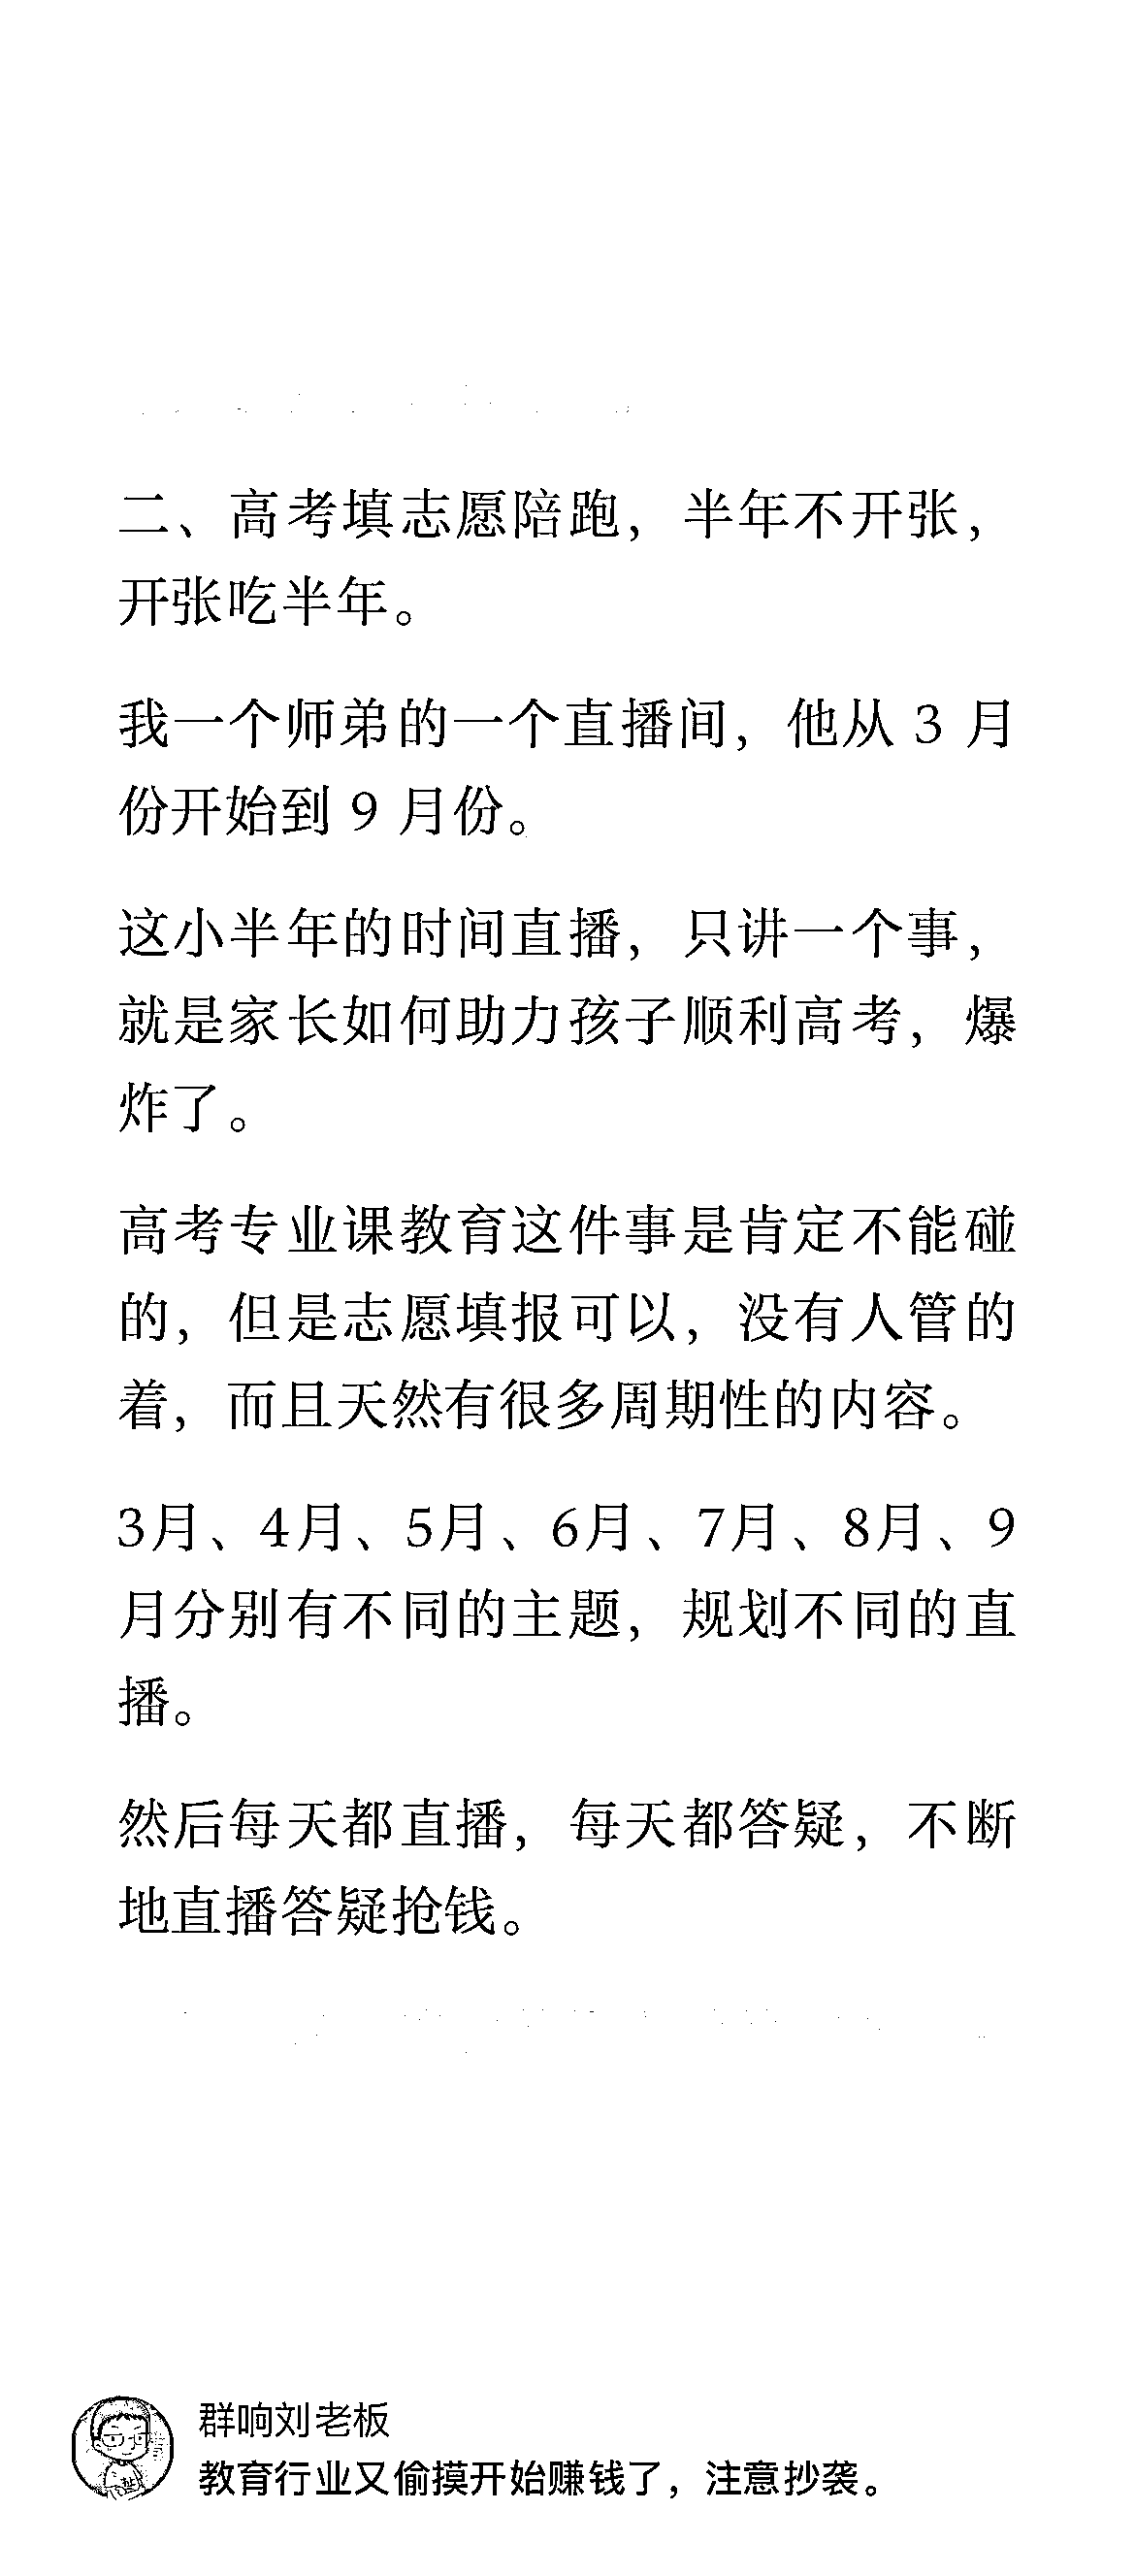 二、高考填志愿陪跑，半年不开张，
开张吃半年。
我一个师弟的一个直播间，他从 3 月
份开始到 9 月份。
这小半年的时间直播，只讲一个事，
就是家长如何助力孩子顺利高考，爆
炸了。
高考专业课教育这件事是肯定不能碰
的，但是志愿填报可以，没有人管的
着，而且天然有很多周期性的内容。
3月、4月、5月、6月、7月、8月、9
月分别有不同的主题，规划不同的直
播。
然后每天都直播，每天都答疑，不断
地直播答疑抢钱。
群响刘老板
教育行业又偷摸开始赚钱了，注意抄袭。